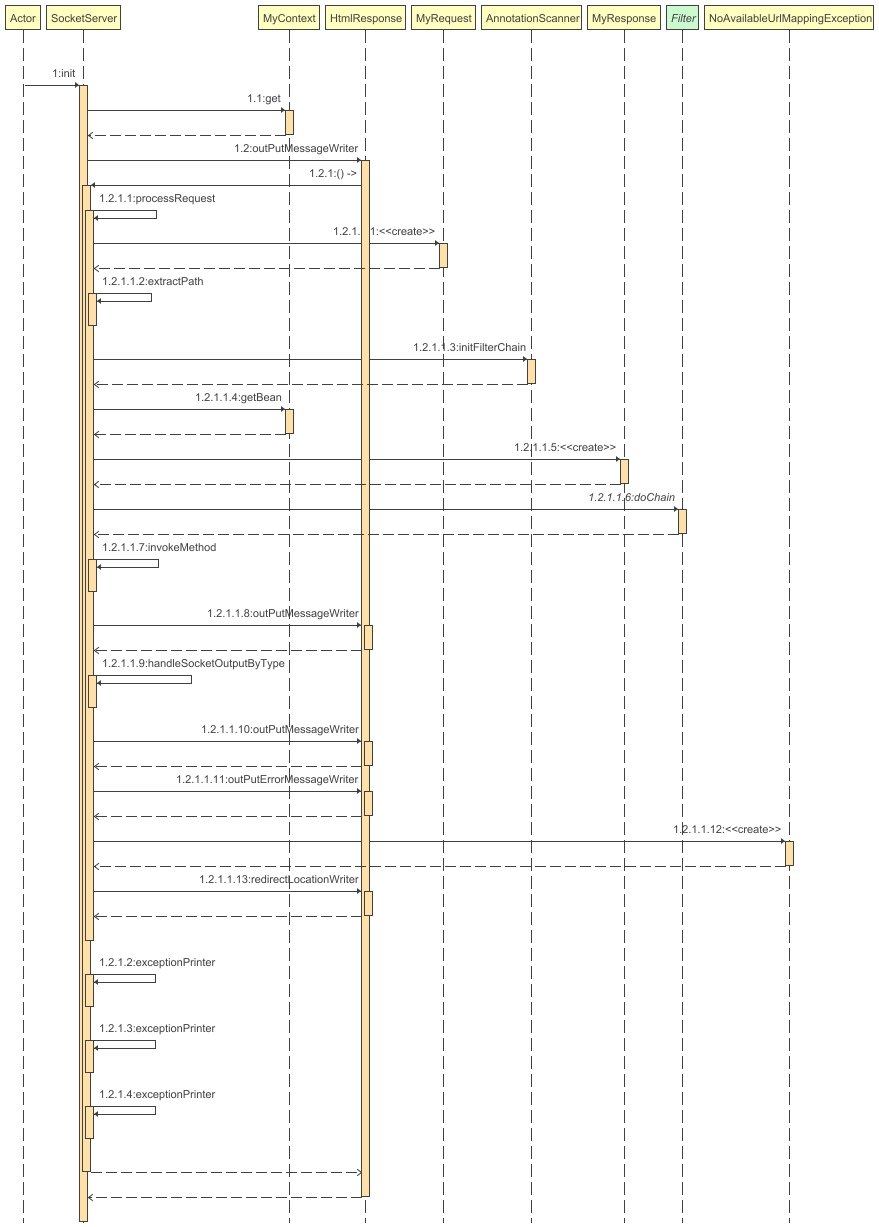 Actor SocketServer MyContext HtmlResponse MyRequest AnnotationScanner MyResponse Filter NoAvailableUrlMappingException
1:init
1.1:get
1.2:outPutMessageWriter
1.2.1:() ->
1.2.1.1:processRequest
1.2.1.1.1:<<create>>
1.2.1.1.2:extractPath
1.2.1.1.3:initFilterChain
1.2.1.1.4:getBean
1.2.1.1.5:<<create>>
1.2.1.1.6:doChain
1.2.1.1.7:invokeMethod
1.2.1.1.8:outPutMessageWriter
1.2.1.1.9:handleSocketOutputByType
1.2.1.1.10:outPutMessageWriter
1.2.1.1.11:outPutErrorMessageWriter
1.2.1.1.12:<<create>>
1.2.1.1.13:redirectLocationWriter
1.2.1.2:exceptionPrinter
1.2.1.3:exceptionPrinter
1.2.1.4:exceptionPrinter